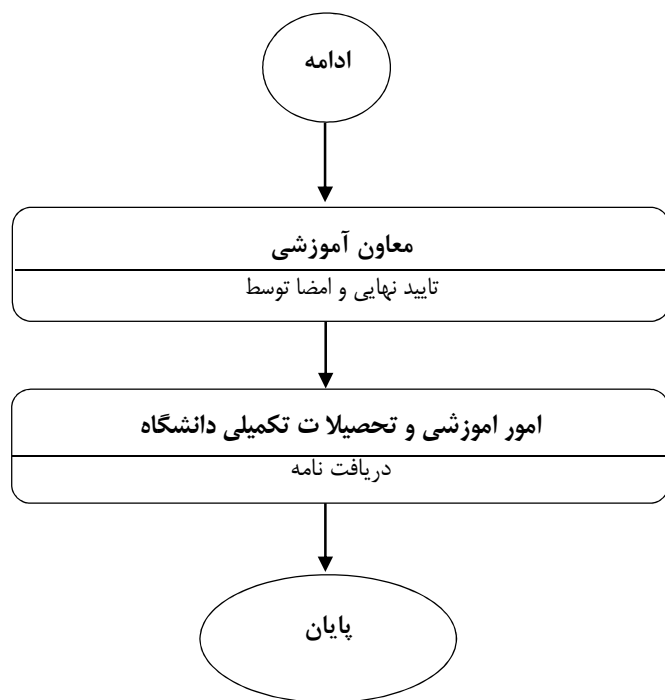 ادامه
معاون آموزشی
تایید نهایی و امضا توسط
امور اموزشی و تحصیلا ت تکمیلی دانشگاه
دریافت نامه
پایان